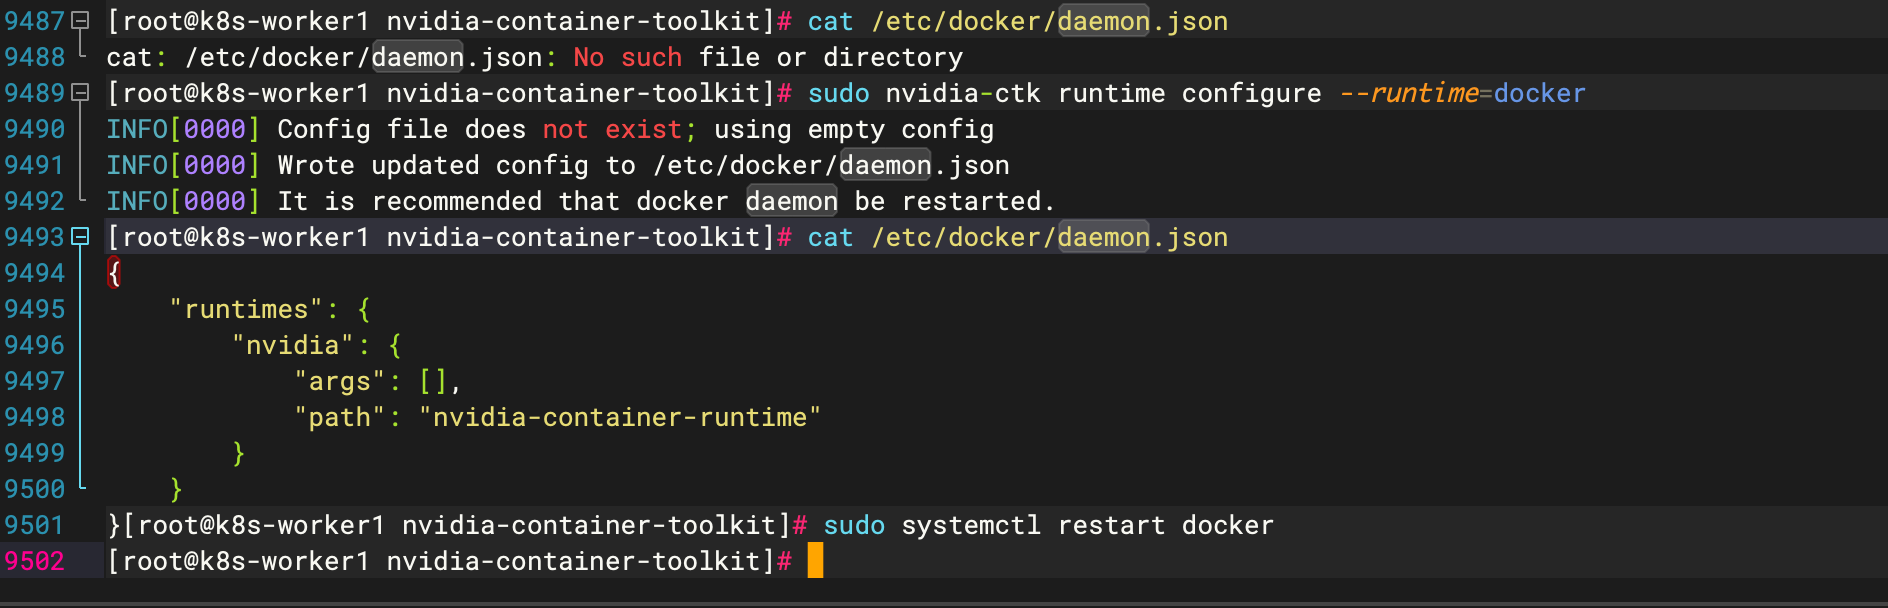 9487 [root@k8s-worker1 nvidia-container-toolkit]# cat /etc/docker/daemon.json
9488 cat: /etc/docker/daemon.json: No such file or directory
9489 [root@k8s-worker1 nvidia-container-toolkit]# sudo nvidia-ctk runtime configure --runtime=docker
9490 INFO[0000] Config file does not exist; using empty config
9491 INFO[0000] Wrote updated config to /etc/docker/daemon.json
9492 INFO[0000] It is recommended that docker daemon be restarted.
9493 [root@k8s-worker1 nvidia-container-toolkit]# cat /etc/docker/daemon.json
9494 {
9495     "runtimes": {
9496         "nvidia": {
9497             "args": [],
9498             "path": "nvidia-container-runtime"
9499         }
9500     }
9501 }[root@k8s-worker1 nvidia-container-toolkit]# sudo systemctl restart docker
9502 [root@k8s-worker1 nvidia-container-toolkit]#